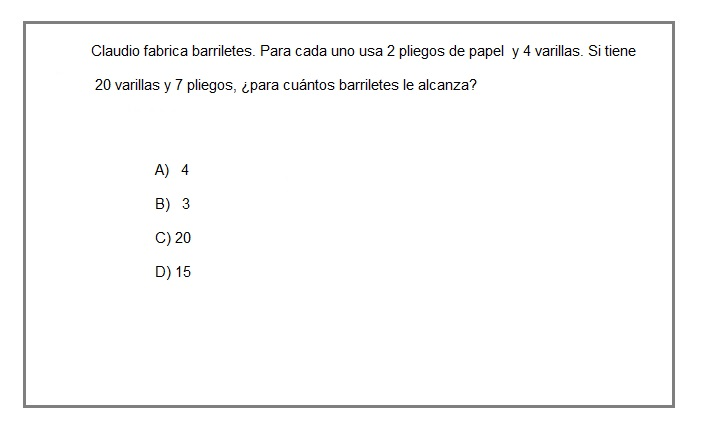 Claudio fabrica barriletes. Para cada uno usa 2 pliegos de papel y 4 varillas. Si tiene
20 varillas y 7 pliegos, ¿para cuántos barriletes le alcanza?
A) 4
B) 3
C) 20
D) 15